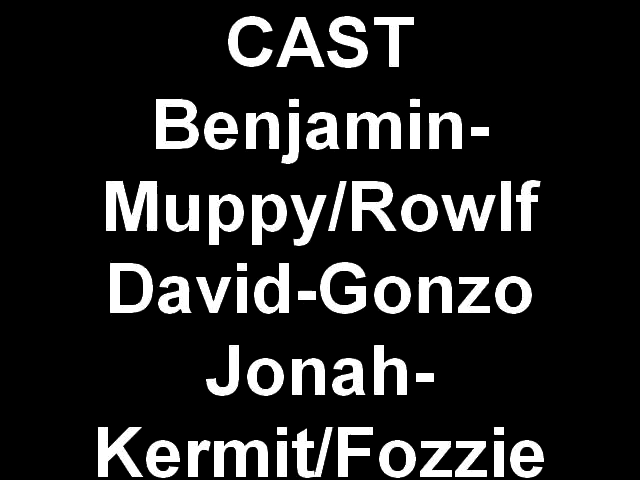 CAST
Benjamin-
Muppy/Rowlf
David-Gonzo
Jonah-
Kermit/Fozzie